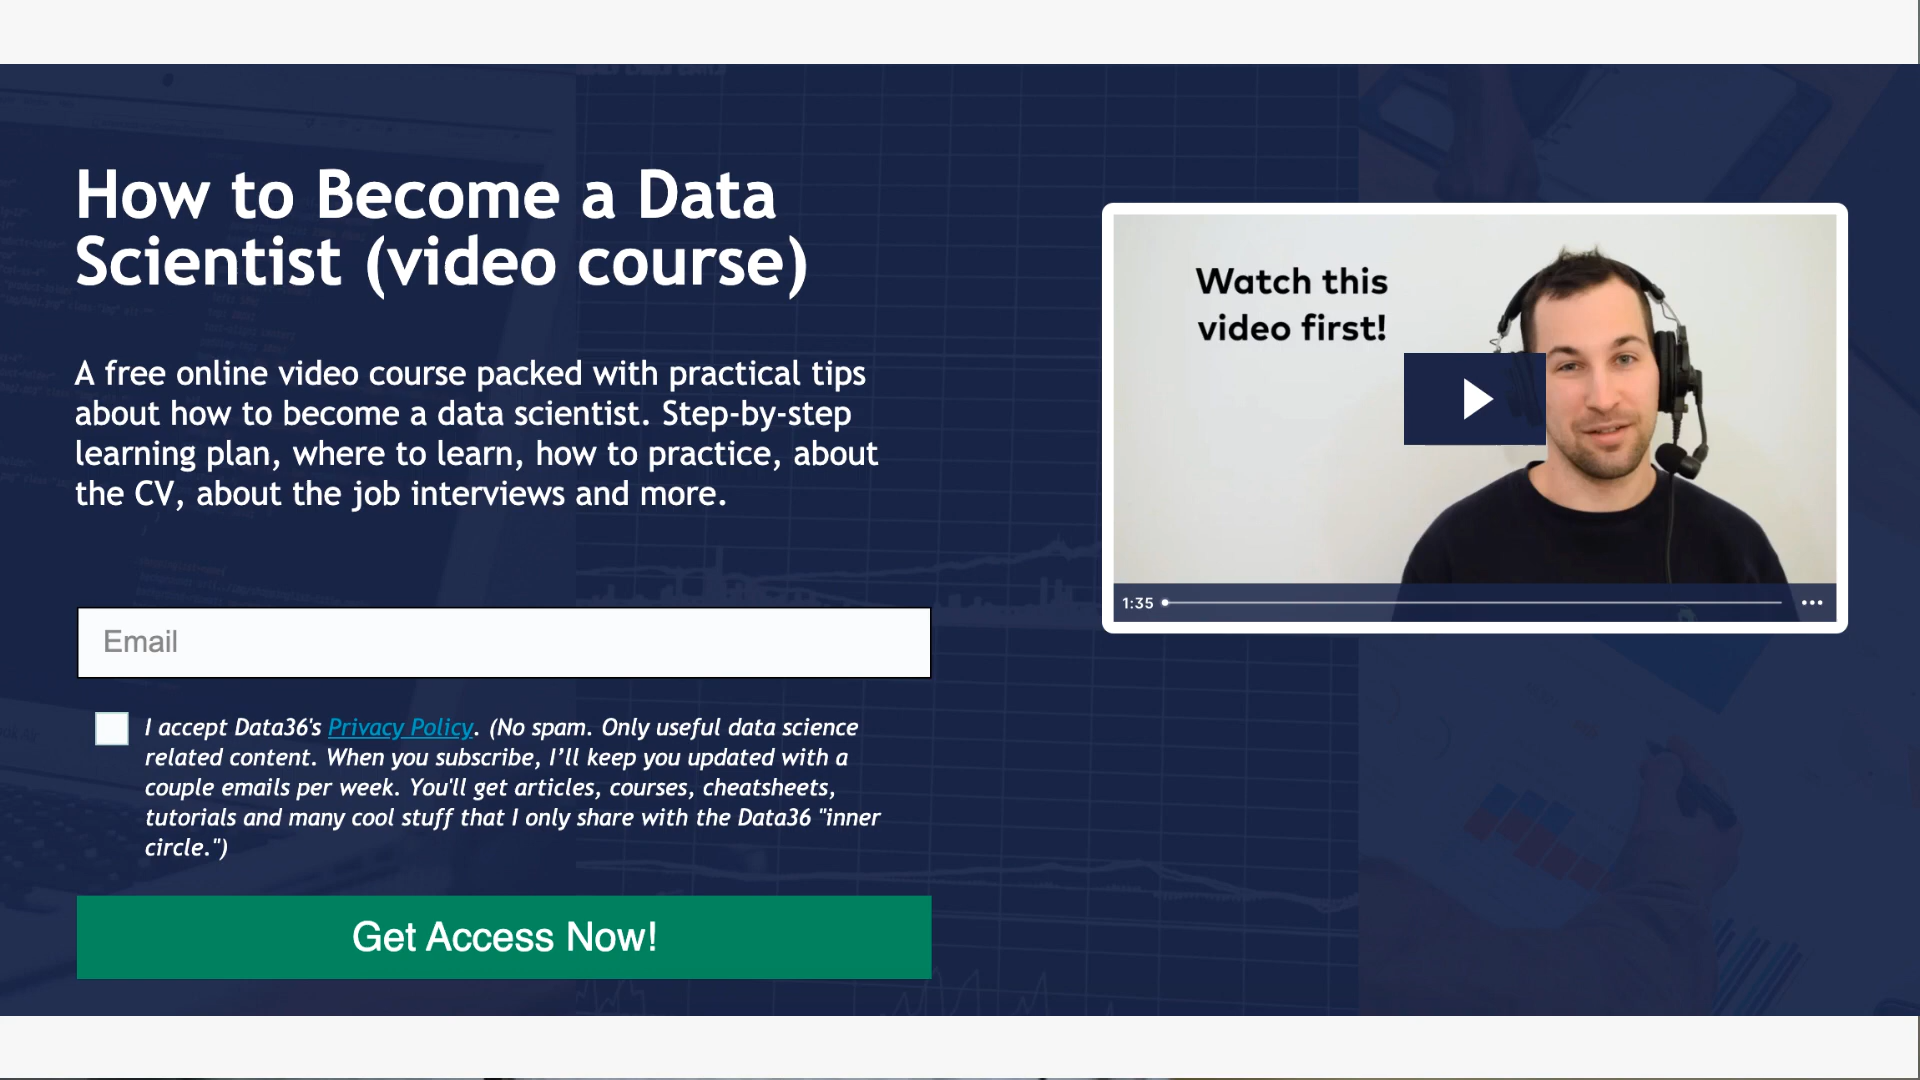 How to Become a Data
Scientist (video course)
A free online video course packed with practical tips
about how to become a data scientist. Step-by-step
learning plan, where to learn, how to practice, about
the CV, about the job interviews and more.
Email
I accept Data36's Privacy Policy. (No spam. Only useful data science
related content. When you subscribe, I’ll keep you updated with a
couple emails per week. You'll get articles, courses, cheatsheets,
tutorials and many cool stuff that I only share with the Data36 "inner
circle.")
Get Access Now!
Watch this
video first!
1:35